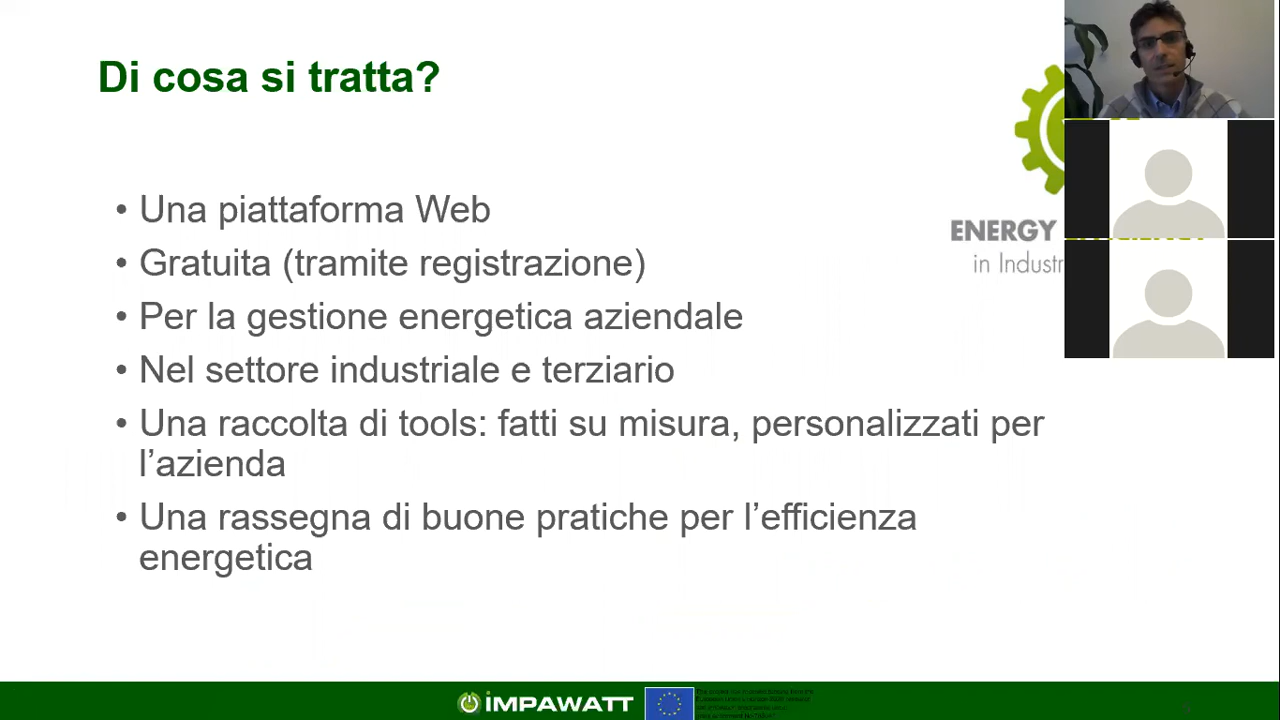 Di cosa si tratta?
ENERGY
in Industr
• Una piattaforma Web
• Gratuita (tramite registrazione)
• Per la gestione energetica aziendale
• Nel settore industriale e terziario
• Una raccolta di tools: fatti su misura, personalizzati per
l’azienda
• Una rassegna di buone pratiche per l’efficienza
energetica
IMPAWATT